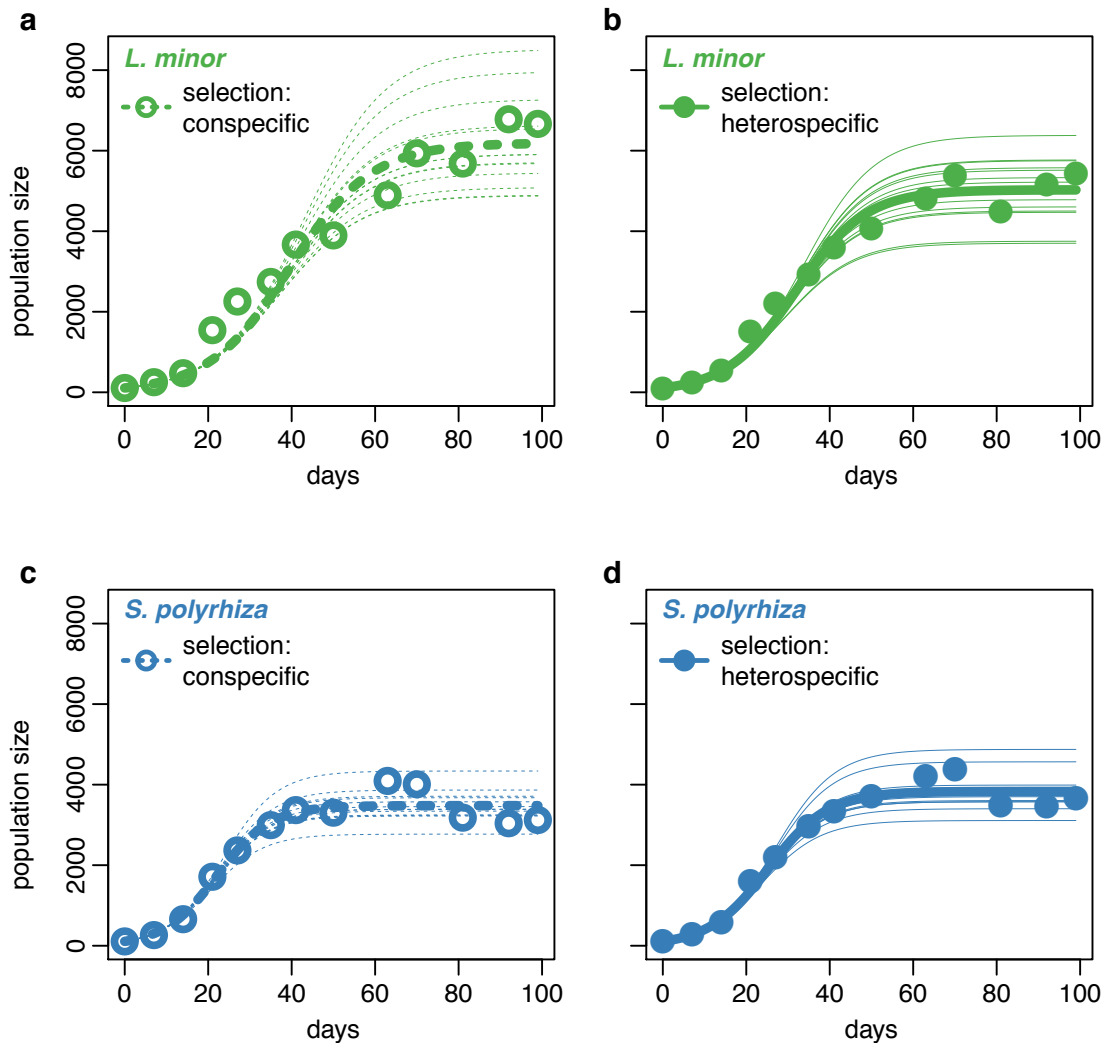 a
L. minor
selection:
conspecific
population size
0
2000
4000
6000
8000
0 20 40 60 80 100
days
b
L. minor
selection:
heterospecific
0 20 40 60 80 100
days
c
S. polyrhiza
selection:
conspecific
population size
0
2000
4000
6000
8000
0 20 40 60 80 100
days
d
S. polyrhiza
selection:
heterospecific
0 20 40 60 80 100
days